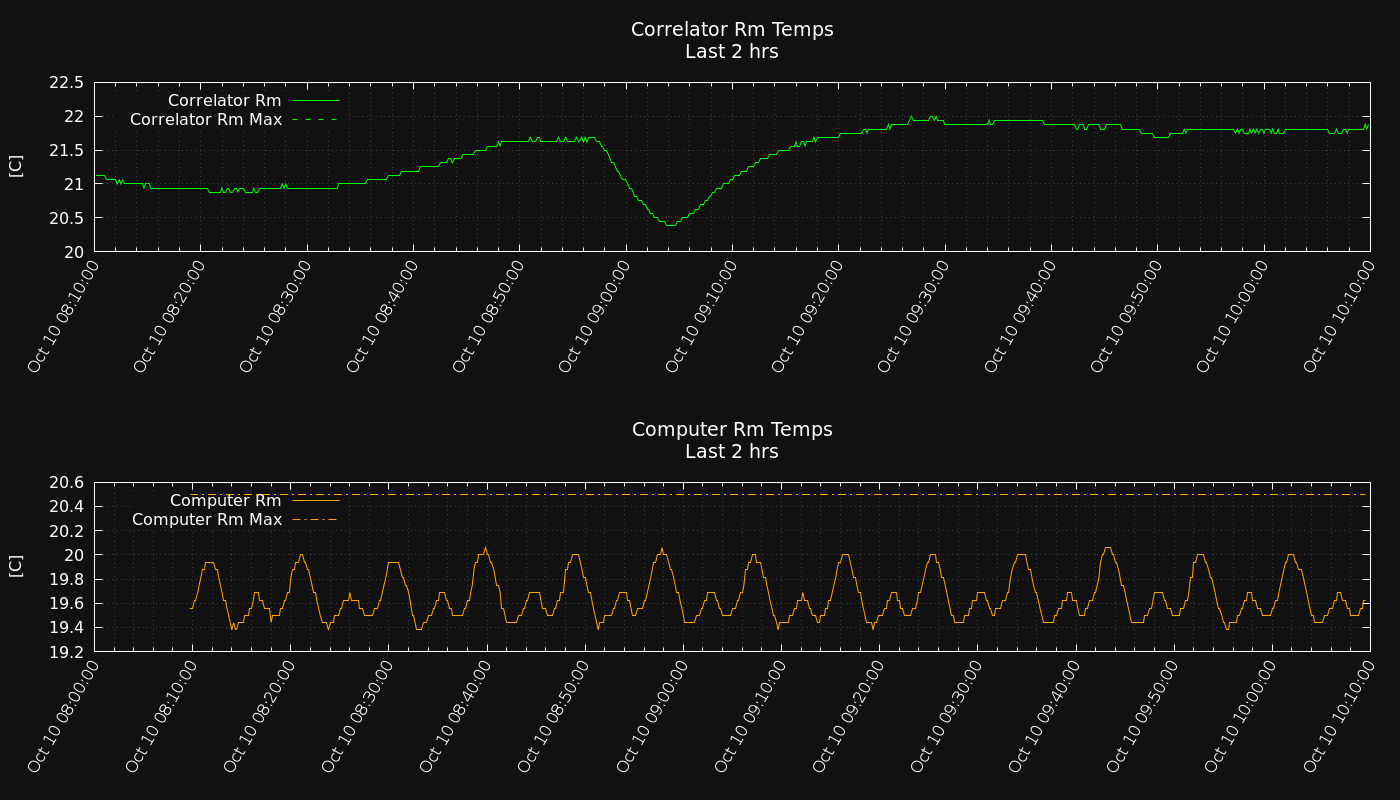 Correlator Rm Temps
Last 2 hrs
22.5
22
21.5
21
20.5
20
[C]
Correlator Rm
Correlator Rm Max
Oct 10 08:10:00
Oct 10 08:20:00
Oct 10 08:30:00
Oct 10 08:40:00
Oct 10 08:50:00
Oct 10 09:00:00
Oct 10 09:10:00
Oct 10 09:20:00
Oct 10 09:30:00
Oct 10 09:40:00
Oct 10 09:50:00
Oct 10 10:00:00
Oct 10 10:10:00
Computer Rm Temps
Last 2 hrs
20.6
20.4
20.2
20
19.8
19.6
19.4
19.2
[C]
Computer Rm
Computer Rm Max
Oct 10 08:00:00
Oct 10 08:10:00
Oct 10 08:20:00
Oct 10 08:30:00
Oct 10 08:40:00
Oct 10 08:50:00
Oct 10 09:00:00
Oct 10 09:10:00
Oct 10 09:20:00
Oct 10 09:30:00
Oct 10 09:40:00
Oct 10 09:50:00
Oct 10 10:00:00
Oct 10 10:10:00